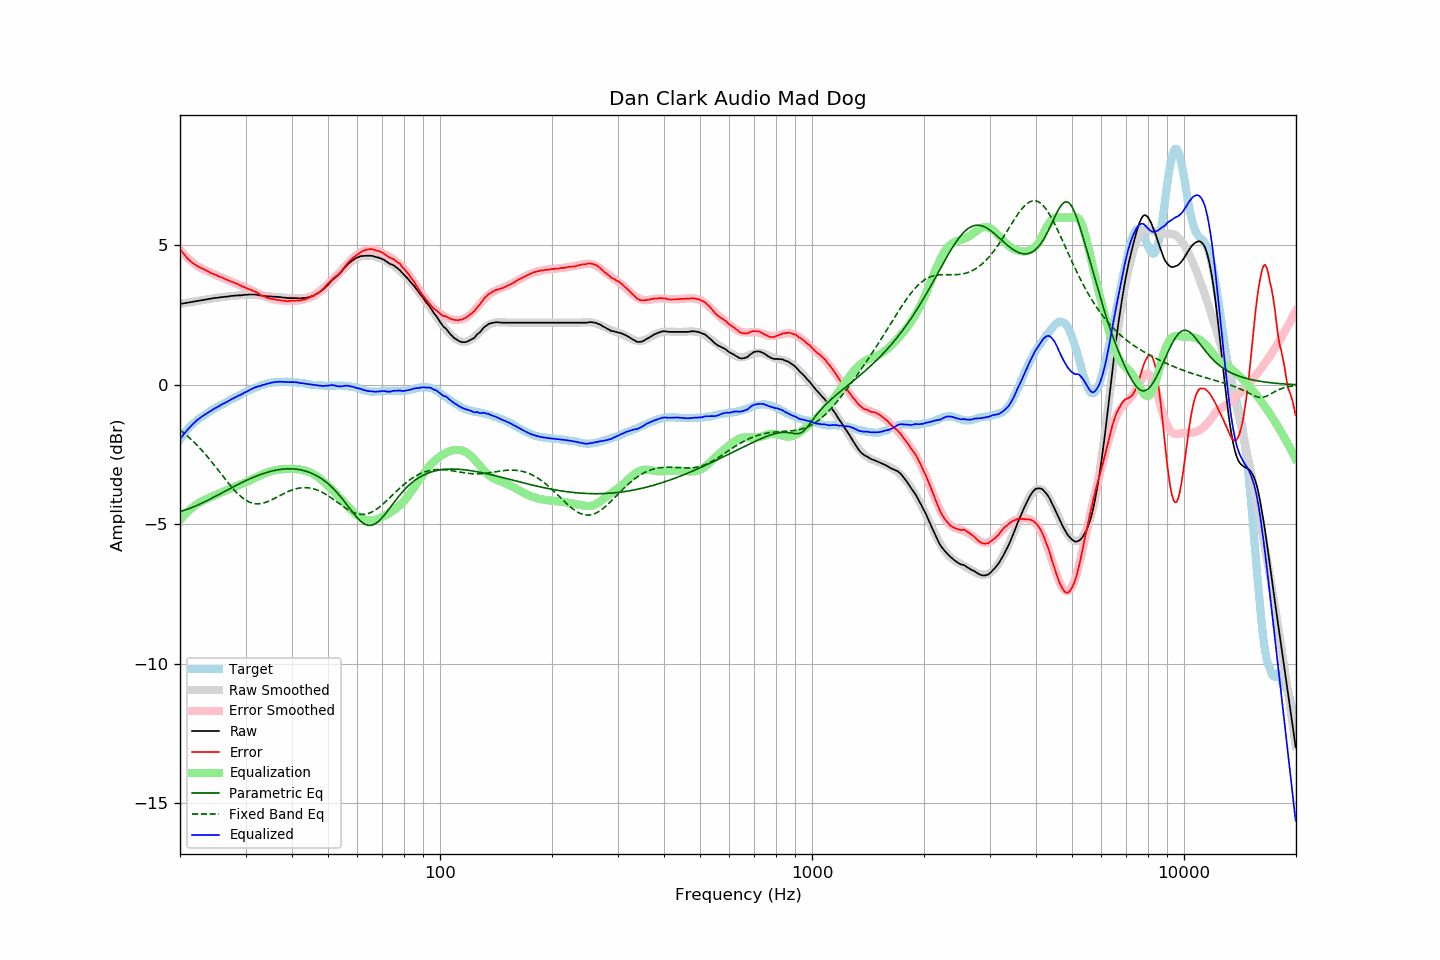 Dan Clark Audio Mad Dog
Amplitude (dBr)
5
0
−5
−10
−15
Target
Raw Smoothed
Error Smoothed
Raw
Error
Equalization
Parametric Eq
Fixed Band Eq
Equalized
100
1000
10000
Frequency (Hz)